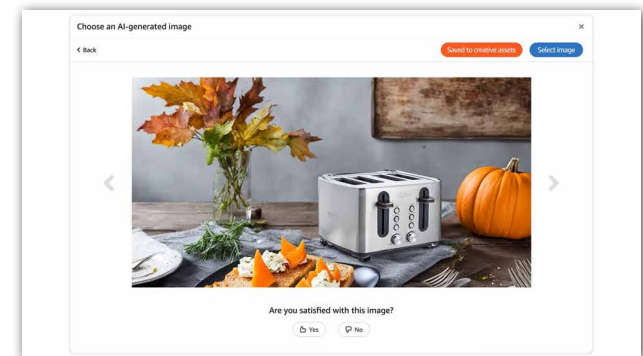 Choose an AI-generated image
Back
Saved to creative assets
Select image
Are you satisfied with this image?
Yes
No